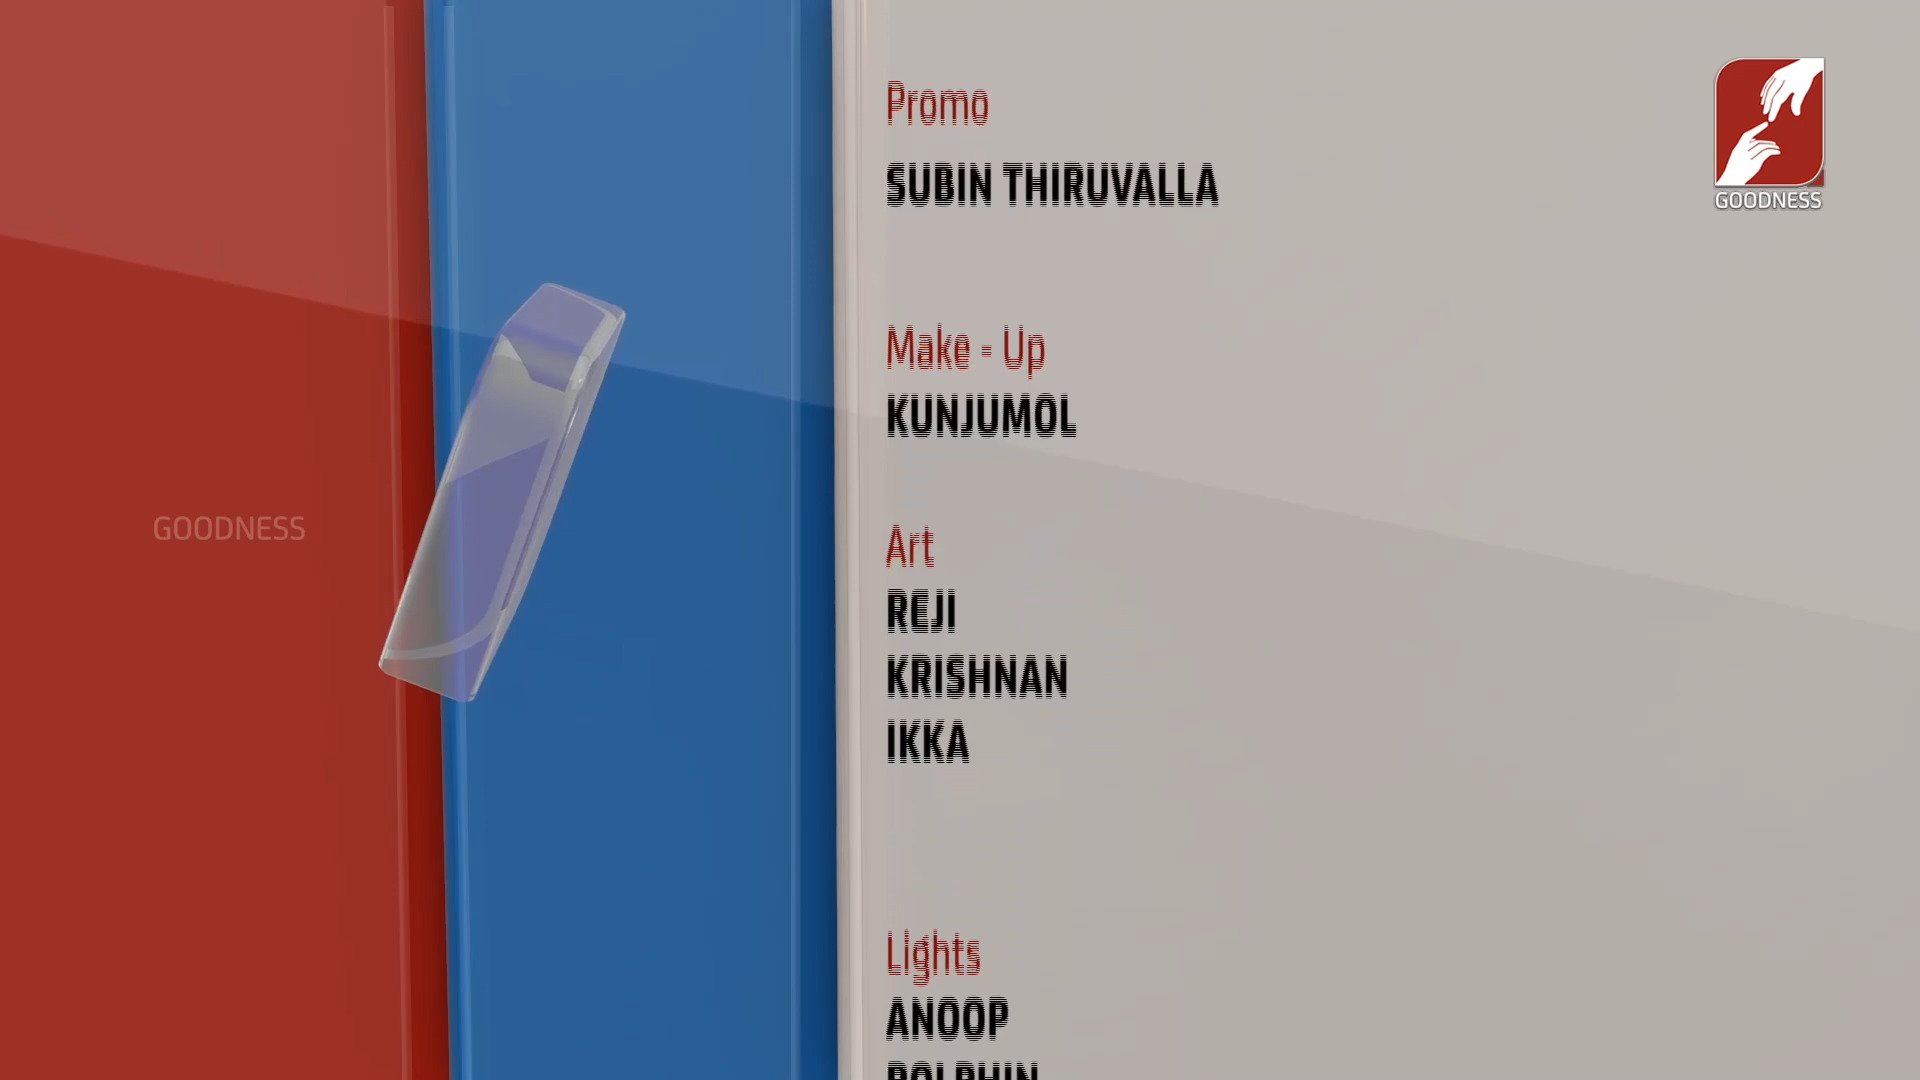 Promo
SUBIN THIRUVALLA
GOODNESS
Make - Up
KUNJUMOL
GOODNESS
Art
REJI
KRISHNAN
IKKA
Lights
ANOOP